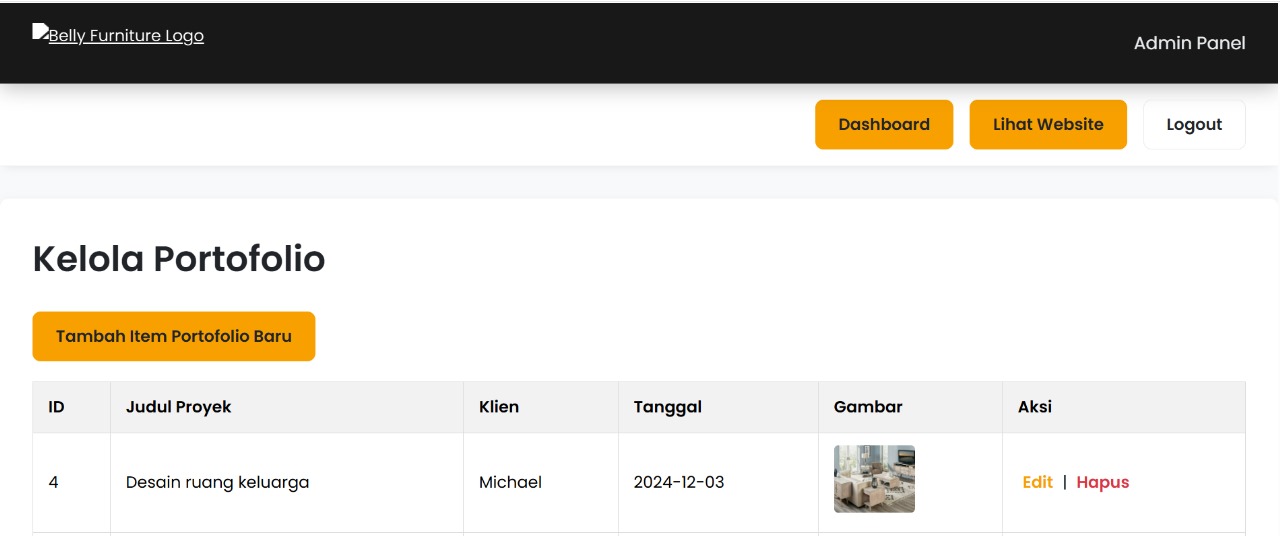 Belly Furniture Logo
Admin Panel
Dashboard Lihat Website Logout
Kelola Portofolio
Tambah Item Portofolio Baru
ID Judul Proyek Klien Tanggal Gambar Aksi
4 Desain ruang keluarga Michael 2024-12-03 Edit | Hapus